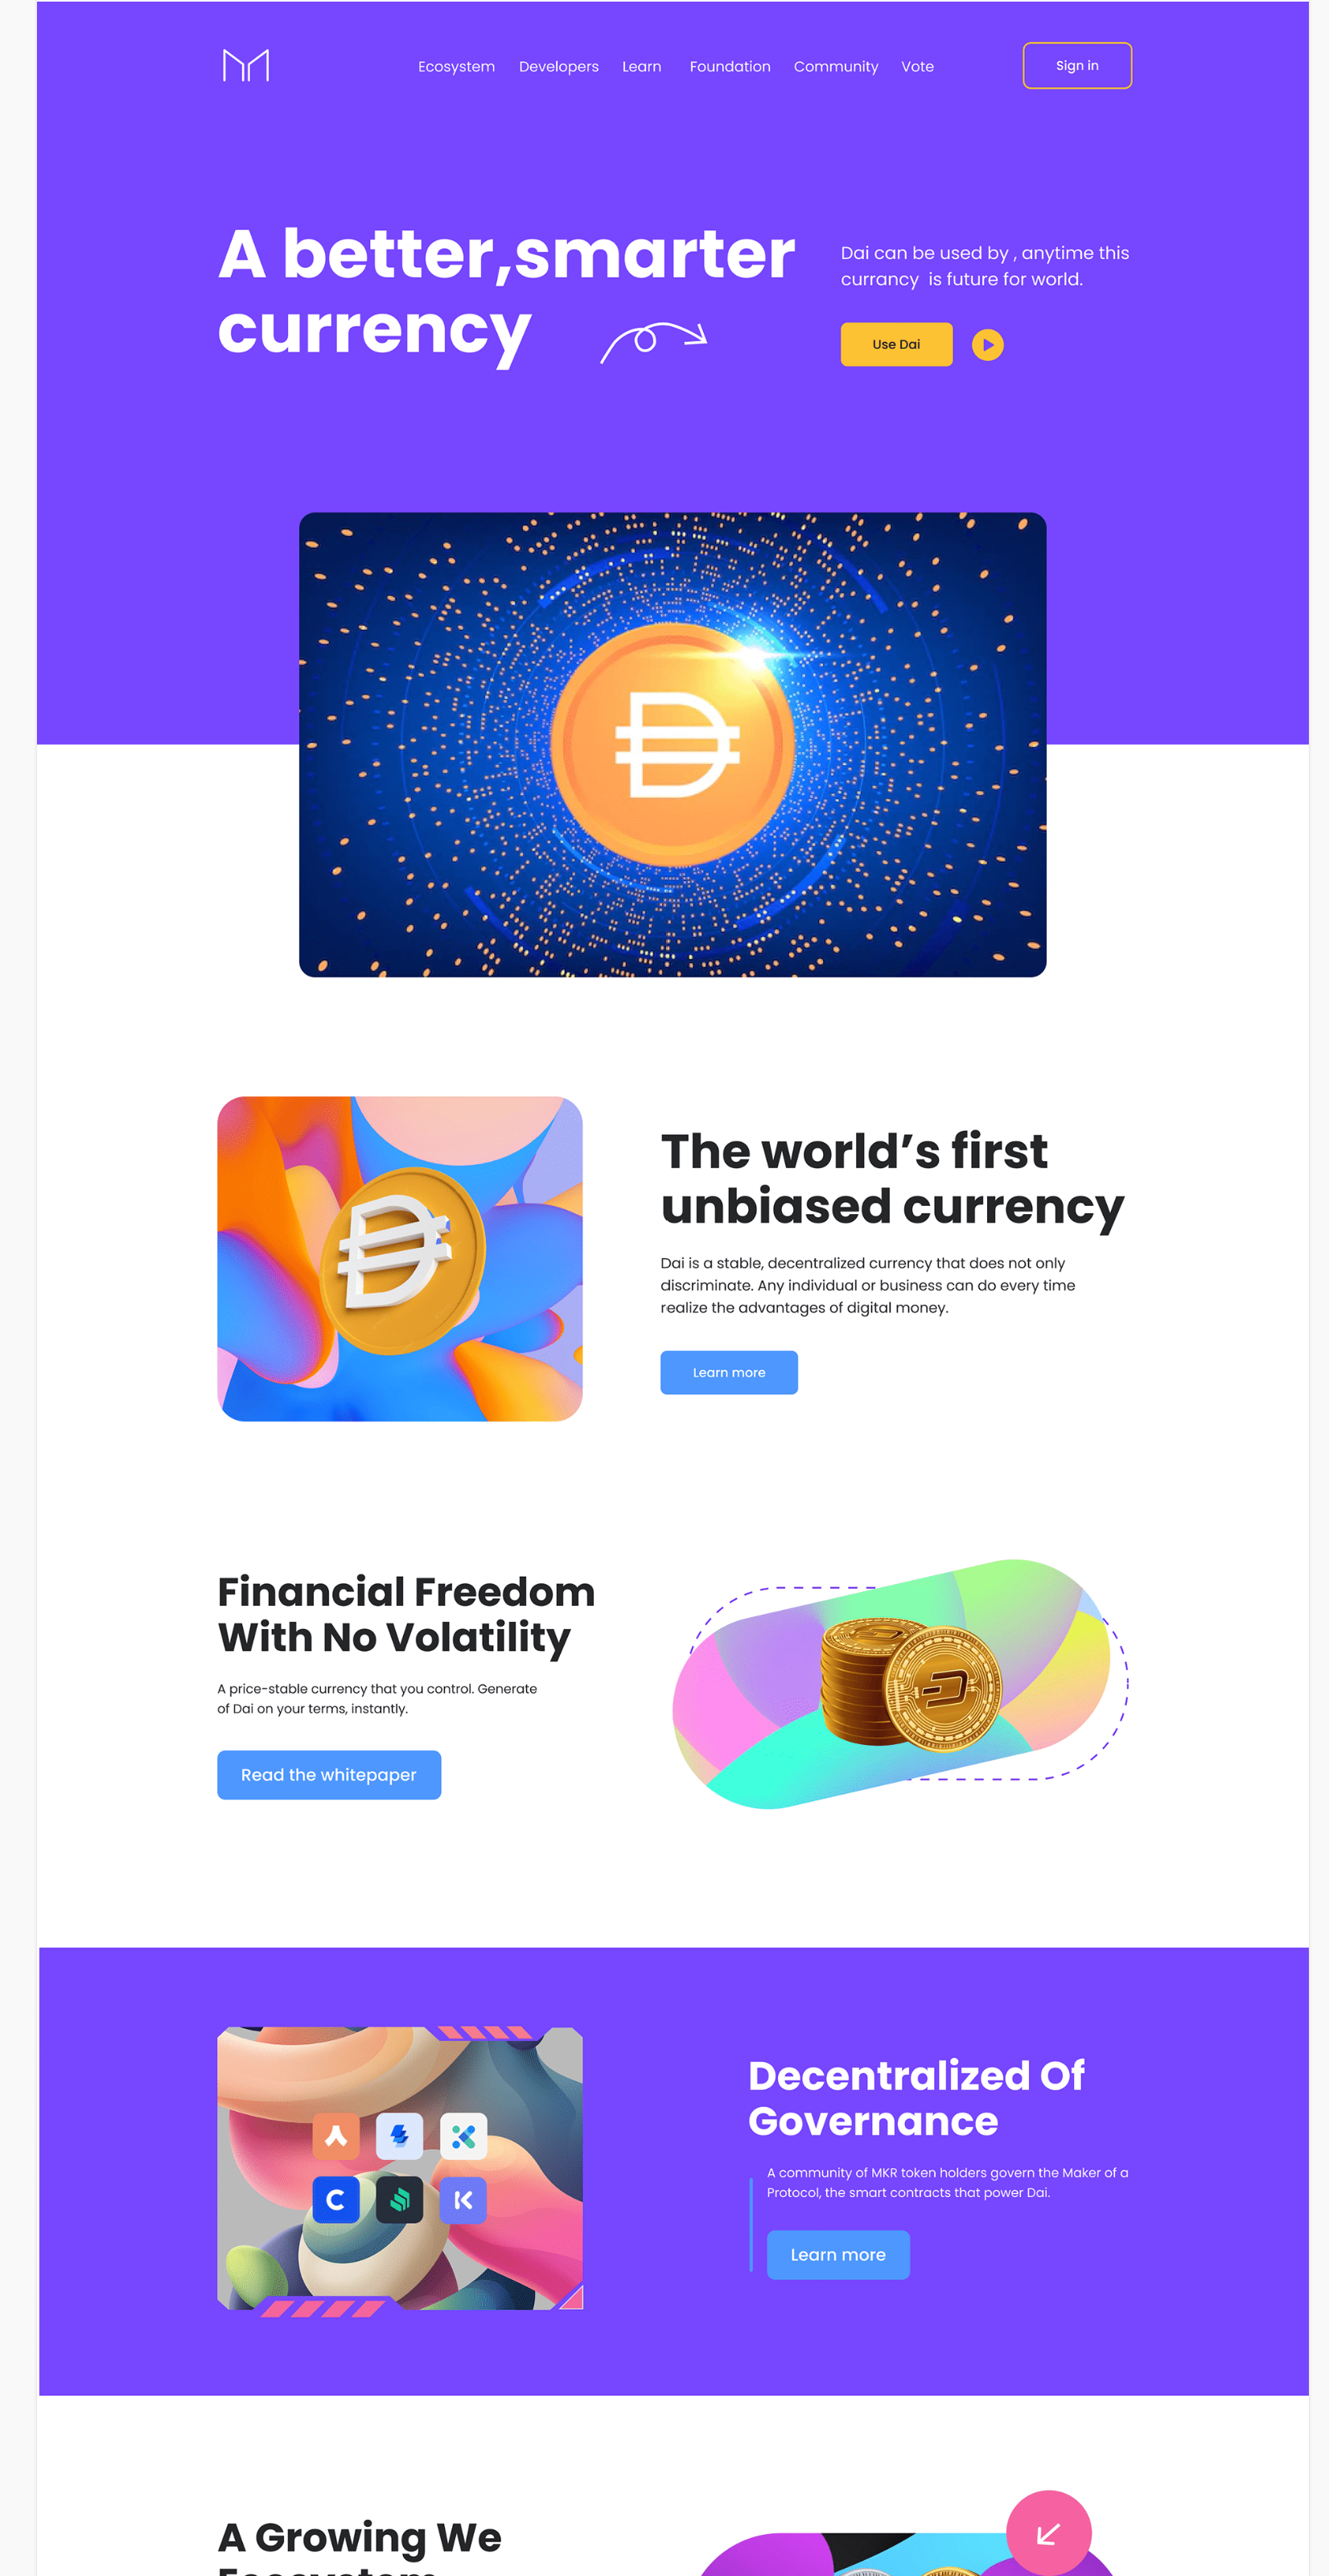 Ecosystem Developers Learn Foundation Community Vote Sign in
A better,smarter
currency
Dai can be used by , anytime this
currancy is future for world.
Use Dai
The world’s first
unbiased currency
Dai is a stable, decentralized currency that does not only
discriminate. Any individual or business can do every time
realize the advantages of digital money.
Learn more
Financial Freedom
With No Volatility
A price-stable currency that you control. Generate
of Dai on your terms, instantly.
Read the whitepaper
Decentralized Of
Governance
A community of MKR token holders govern the Maker of a
Protocol, the smart contracts that power Dai.
Learn more
A Growing We
Ecosystem